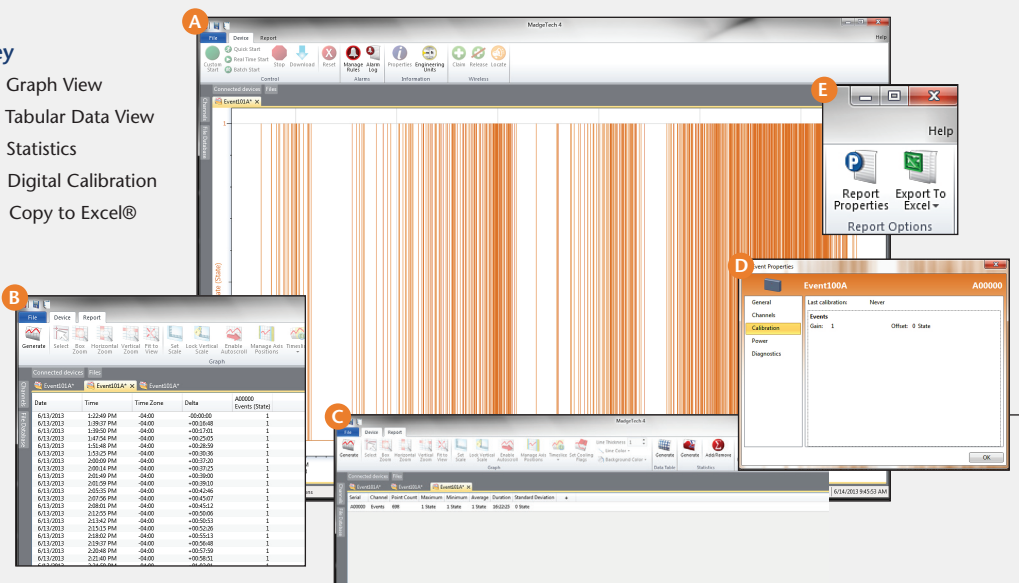 ey
Graph View
Tabular Data View
Statistics
Digital Calibration
Copy to Excel®
A
MadgeTech 4
File Device Report
Help
Custom Start
Quick Start
Real Time Start
Batch Start
Stop Download Reset
Manage Rules Alarm Log
Properties Engineering Units
Claim Release Locate
Control Alarms Information Wireless
Connected devices Files
Event101A* X
Channels
File Database
1
(State)
E
Help
Report Properties
Export To Excel
Report Options
D
Event Properties
Event100A A00000
General
Channels
Calibration
Power
Diagnostics
Last calibration: Never
Events
Gain: 1 Offset: 0 State
OK
B
File Device Report
Generate Select Box Zoom Horizontal Zoom Vertical Zoom Fit to View Set Scale Lock Vertical Scale Enable Autoscroll Manage Axis Positions
Graph
Connected devices Files
Event101A* Event101A* X Event101A*
Channels
File Database
Date Time Time Zone Delta A00000 Events (State)
6/13/2013 1:22:49 PM -04:00 -00:00:00 1
6/13/2013 1:39:37 PM -04:00 +00:16:48 1
6/13/2013 1:39:50 PM -04:00 +00:17:01 1
6/13/2013 1:47:54 PM -04:00 +00:25:05 1
6/13/2013 1:51:48 PM -04:00 +00:28:59 1
6/13/2013 1:53:25 PM -04:00 +00:30:36 1
6/13/2013 2:00:09 PM -04:00 +00:37:20 1
6/13/2013 2:00:14 PM -04:00 +00:37:25 1
6/13/2013 2:01:49 PM -04:00 +00:39:00 1
6/13/2013 2:01:59 PM -04:00 +00:39:10 1
6/13/2013 2:05:35 PM -04:00 +00:42:46 1
6/13/2013 2:07:56 PM -04:00 +00:45:07 1
6/13/2013 2:08:01 PM -04:00 +00:45:12 1
6/13/2013 2:12:55 PM -04:00 +00:50:06 1
6/13/2013 2:13:42 PM -04:00 +00:50:53 1
6/13/2013 2:15:15 PM -04:00 +00:52:26 1
6/13/2013 2:18:02 PM -04:00 +00:55:13 1
6/13/2013 2:19:37 PM -04:00 +00:56:48 1
6/13/2013 2:20:48 PM -04:00 +00:57:59 1
6/13/2013 2:21:40 PM -04:00 +00:58:51 1
C
MadgeTech 4
File Device Report
Generate Select Box Zoom Horizontal Zoom Vertical Zoom Fit to View Set Scale Lock Vertical Scale Enable Autoscroll Manage Axis Positions Timeslice Set Camera Flags
Line Thickness 1
Line Color
Background Color
Generate Generate Add/Remove
Graph Data Table Statistics
Connected devices Files
Event101A* Event101A* Event101A* X
Channels
File Database
Serial Channel Point Count Maximum Minimum Average Duration Standard Deviation +
A00000 Events 698 1 State 1 State 1 State 16:22:25 0 State
6/14/2013 9:45:53 AM